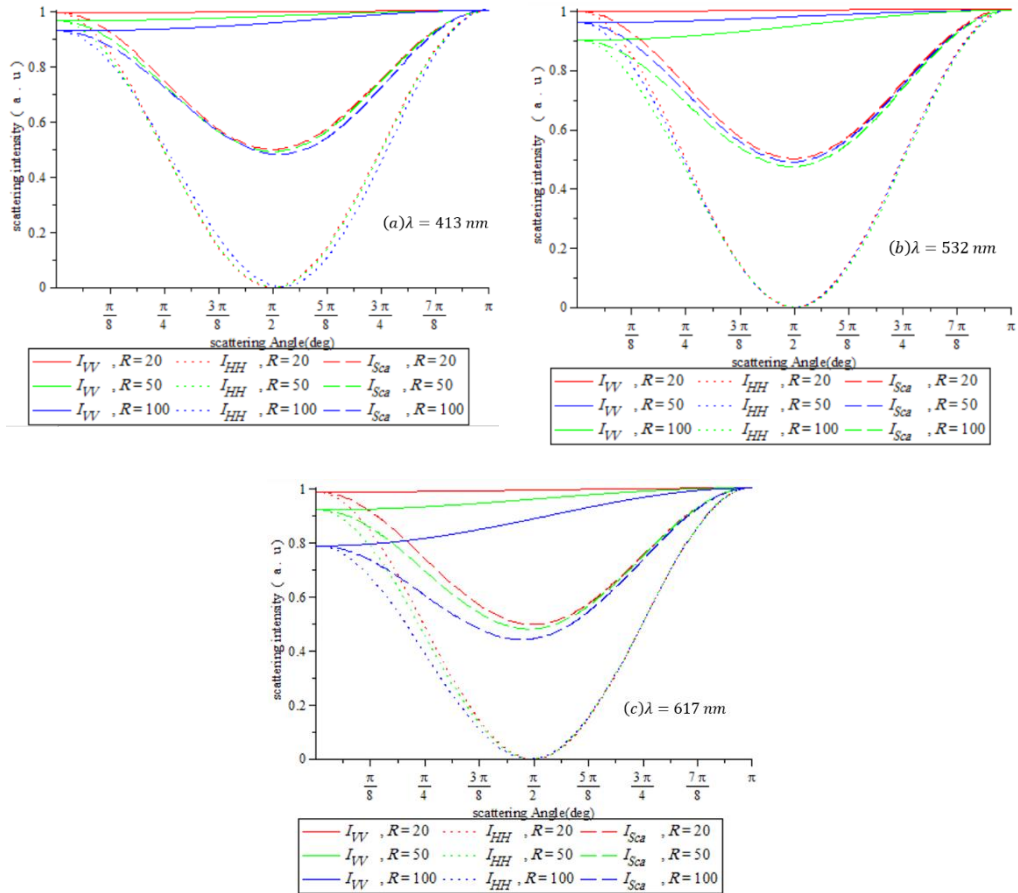 1
0.8
0.6
0.4
0.2
0
scattering intensity ( a . u )
(a)λ = 413 nm
π/8 π/4 3π/8 π/2 5π/8 3π/4 7π/8 π
scattering Angle(deg)
I_VV , R=20 I_HH , R=20 I_Sca , R=20
I_VV , R=50 I_HH , R=50 I_Sca , R=50
I_VV , R=100 I_HH , R=100 I_Sca , R=100
1
0.8
0.6
0.4
0.2
0
scattering intensity ( a . u )
(b)λ = 532 nm
π/8 π/4 3π/8 π/2 5π/8 3π/4 7π/8 π
scattering Angle(deg)
I_VV , R=20 I_HH , R=20 I_Sca , R=20
I_VV , R=50 I_HH , R=50 I_Sca , R=50
I_VV , R=100 I_HH , R=100 I_Sca , R=100
1
0.8
0.6
0.4
0.2
0
scattering intensity ( a . u )
(c)λ = 617 nm
π/8 π/4 3π/8 π/2 5π/8 3π/4 7π/8 π
scattering Angle(deg)
I_VV , R=20 I_HH , R=20 I_Sca , R=20
I_VV , R=50 I_HH , R=50 I_Sca , R=50
I_VV , R=100 I_HH , R=100 I_Sca , R=100